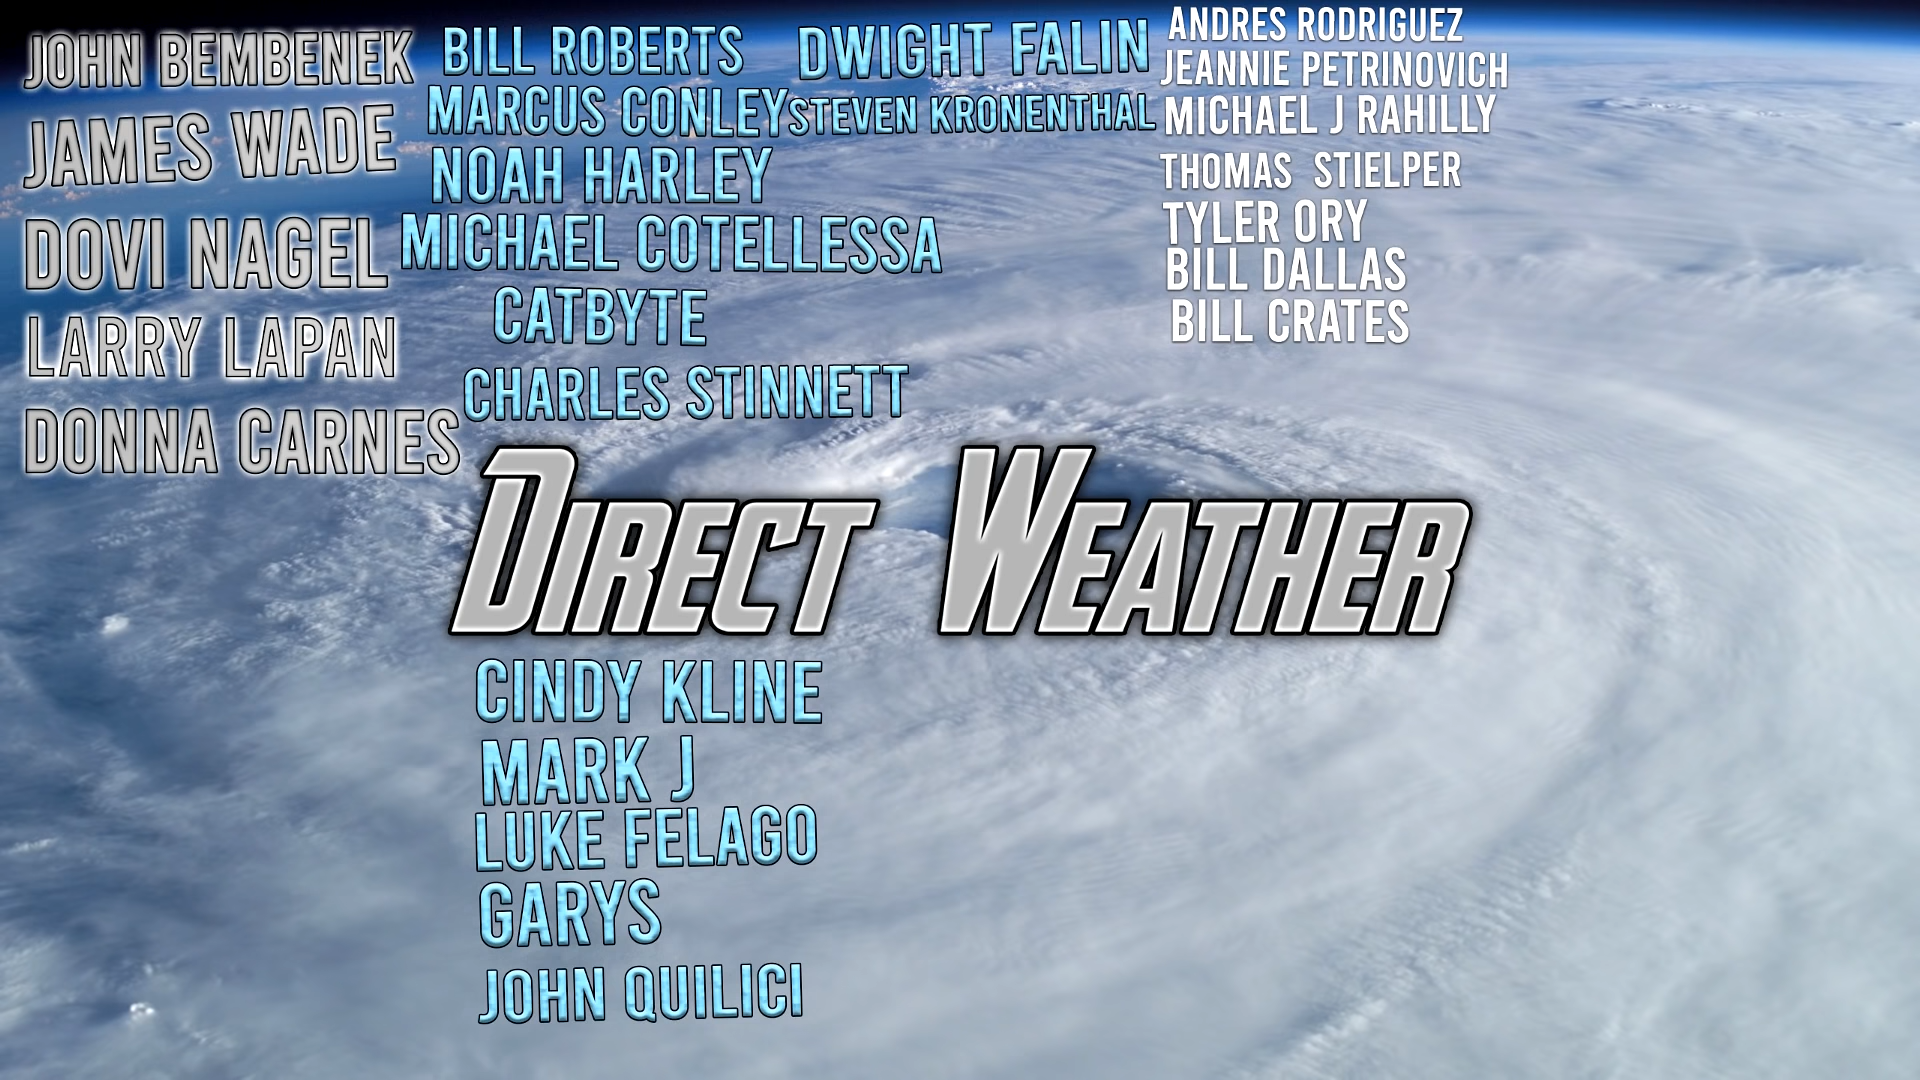 JOHN BEMBENEK
JAMES WADE
DOVI NAGEL
LARRY LAPAN
DONNA CARNES
BILL ROBERTS
MARCUS CONLEY
NOAH HARLEY
MICHAEL COTELLESSA
CATBYTE
CHARLES STINNETT
DWIGHT FALIN
STEVEN KRONENTHAL
ANDRES RODRIGUEZ
JEANNIE PETRINOVICH
MICHAEL J RAHILLY
THOMAS STIELPER
TYLER ORY
BILL DALLAS
BILL CRATES
DIRECT WEATHER
CINDY KLINE
MARK J
LUKE FELAGO
GARYS
JOHN QUILICI